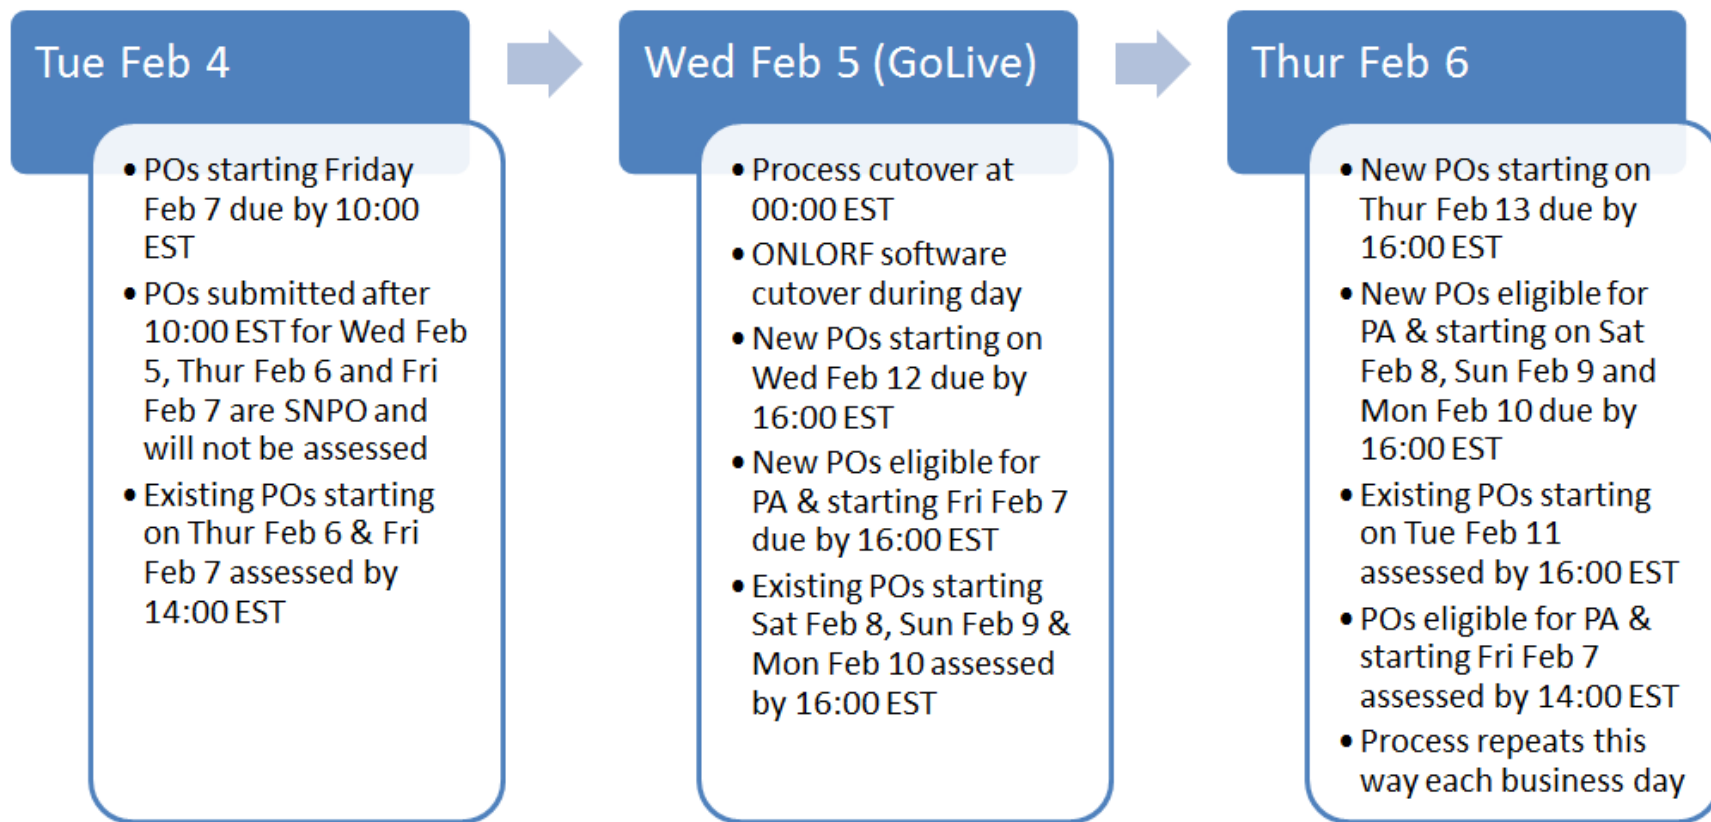 Tue Feb 4
• POs starting Friday
Feb 7 due by 10:00
EST
• POs submitted after
10:00 EST for Wed Feb
5, Thur Feb 6 and Fri
Feb 7 are SNPO and
will not be assessed
• Existing POs starting
on Thur Feb 6 & Fri
Feb 7 assessed by
14:00 EST
Wed Feb 5 (GoLive)
• Process cutover at
00:00 EST
• ONLORF software
cutover during day
• New POs starting on
Wed Feb 12 due by
16:00 EST
• New POs eligible for
PA & starting Fri Feb 7
due by 16:00 EST
• Existing POs starting
Sat Feb 8, Sun Feb 9 &
Mon Feb 10 assessed
by 16:00 EST
Thur Feb 6
• New POs starting on
Thur Feb 13 due by
16:00 EST
• New POs eligible for
PA & starting on Sat
Feb 8, Sun Feb 9 and
Mon Feb 10 due by
16:00 EST
• Existing POs starting
on Tue Feb 11
assessed by 16:00 EST
• POs eligible for PA &
starting Fri Feb 7
assessed by 14:00 EST
• Process repeats this
way each business day